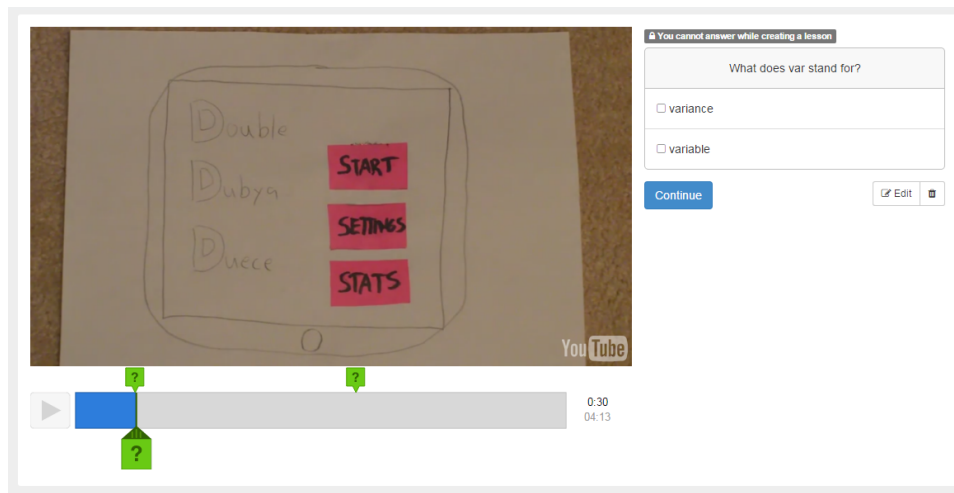 You cannot answer while creating a lesson
What does var stand for?
variance
variable
Continue
Edit
Double
Dubya
Duece
START
SETTINGS
STATS
YouTube
?
?
?
0:30
04:13